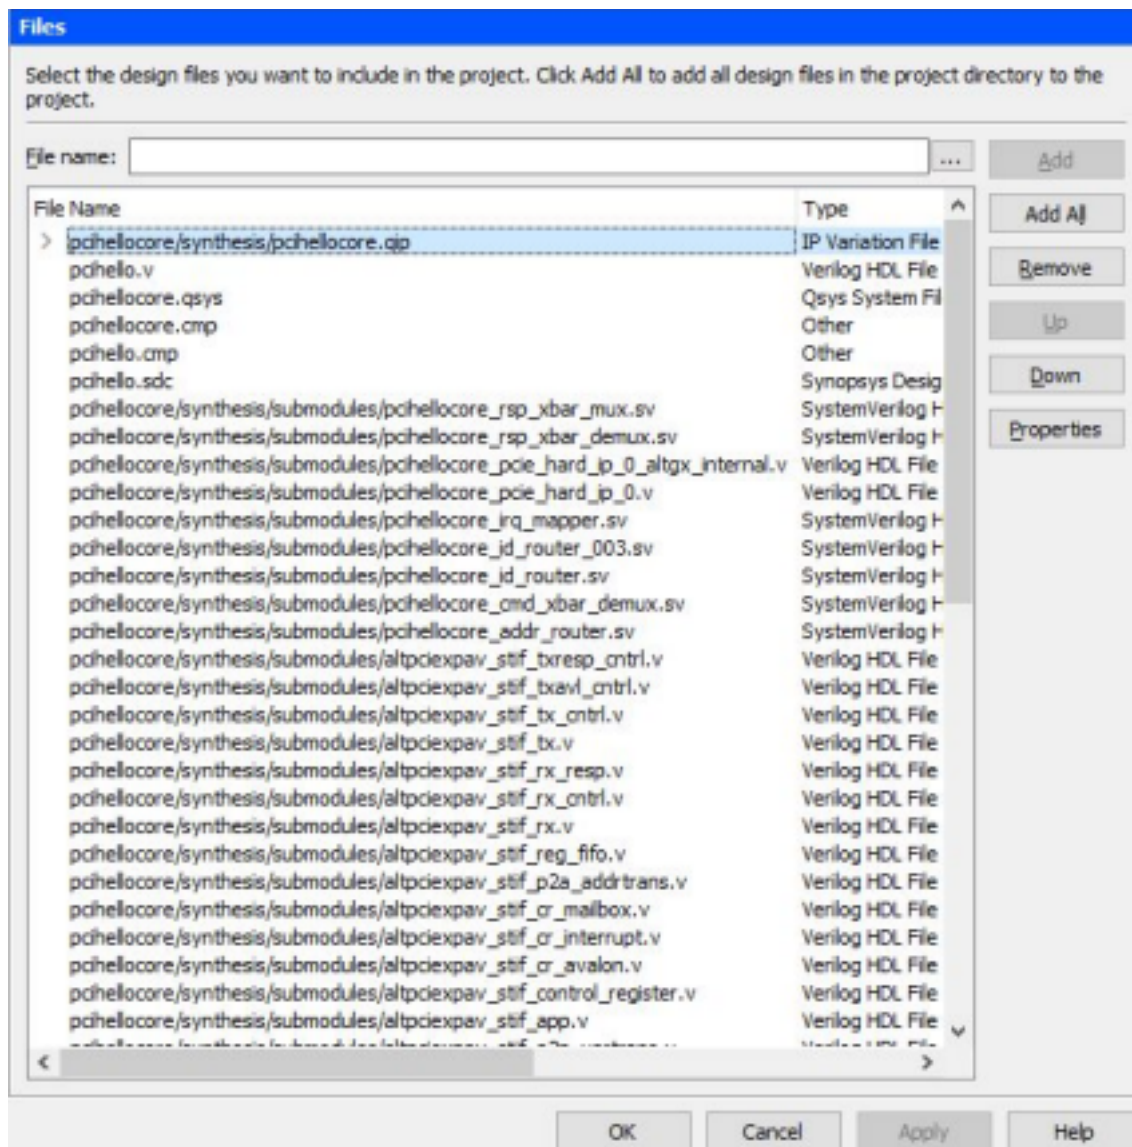 Files
Select the design files you want to include in the project. Click Add All to add all design files in the project directory to the
project.
File name: ... Add
File Name Type Add All
pcihellocore/synthesis/pcihellocore.qip IP Variation File
pcihello.v Verilog HDL File Remove
pcihellocore.qsys Qsys System Fil
pcihellocore.cmp Other Up
pcihello.cmp Other
pcihello.sdc Synopsys Desig Down
pcihellocore/synthesis/submodules/pcihellocore_rsp_xbar_mux.sv SystemVerilog H
pcihellocore/synthesis/submodules/pcihellocore_rsp_xbar_demux.sv SystemVerilog H Properties
pcihellocore/synthesis/submodules/pcihellocore_pcie_hard_ip_0_altgx_internal.v Verilog HDL File
pcihellocore/synthesis/submodules/pcihellocore_pcie_hard_ip_0.v Verilog HDL File
pcihellocore/synthesis/submodules/pcihellocore_irq_mapper.sv SystemVerilog H
pcihellocore/synthesis/submodules/pcihellocore_id_router_003.sv SystemVerilog H
pcihellocore/synthesis/submodules/pcihellocore_id_router.sv SystemVerilog H
pcihellocore/synthesis/submodules/pcihellocore_cmd_xbar_demux.sv SystemVerilog H
pcihellocore/synthesis/submodules/pcihellocore_addr_router.sv SystemVerilog H
pcihellocore/synthesis/submodules/altpciexpav_stif_txresp_cntrl.v Verilog HDL File
pcihellocore/synthesis/submodules/altpciexpav_stif_txavl_cntrl.v Verilog HDL File
pcihellocore/synthesis/submodules/altpciexpav_stif_tx_cntrl.v Verilog HDL File
pcihellocore/synthesis/submodules/altpciexpav_stif_tx.v Verilog HDL File
pcihellocore/synthesis/submodules/altpciexpav_stif_rx_resp.v Verilog HDL File
pcihellocore/synthesis/submodules/altpciexpav_stif_rx_cntrl.v Verilog HDL File
pcihellocore/synthesis/submodules/altpciexpav_stif_rx.v Verilog HDL File
pcihellocore/synthesis/submodules/altpciexpav_stif_reg_fifo.v Verilog HDL File
pcihellocore/synthesis/submodules/altpciexpav_stif_p2a_addrtrans.v Verilog HDL File
pcihellocore/synthesis/submodules/altpciexpav_stif_cr_mailbox.v Verilog HDL File
pcihellocore/synthesis/submodules/altpciexpav_stif_cr_interrupt.v Verilog HDL File
pcihellocore/synthesis/submodules/altpciexpav_stif_cr_avalon.v Verilog HDL File
pcihellocore/synthesis/submodules/altpciexpav_stif_control_register.v Verilog HDL File
pcihellocore/synthesis/submodules/altpciexpav_stif_app.v Verilog HDL File
OK Cancel Apply Help